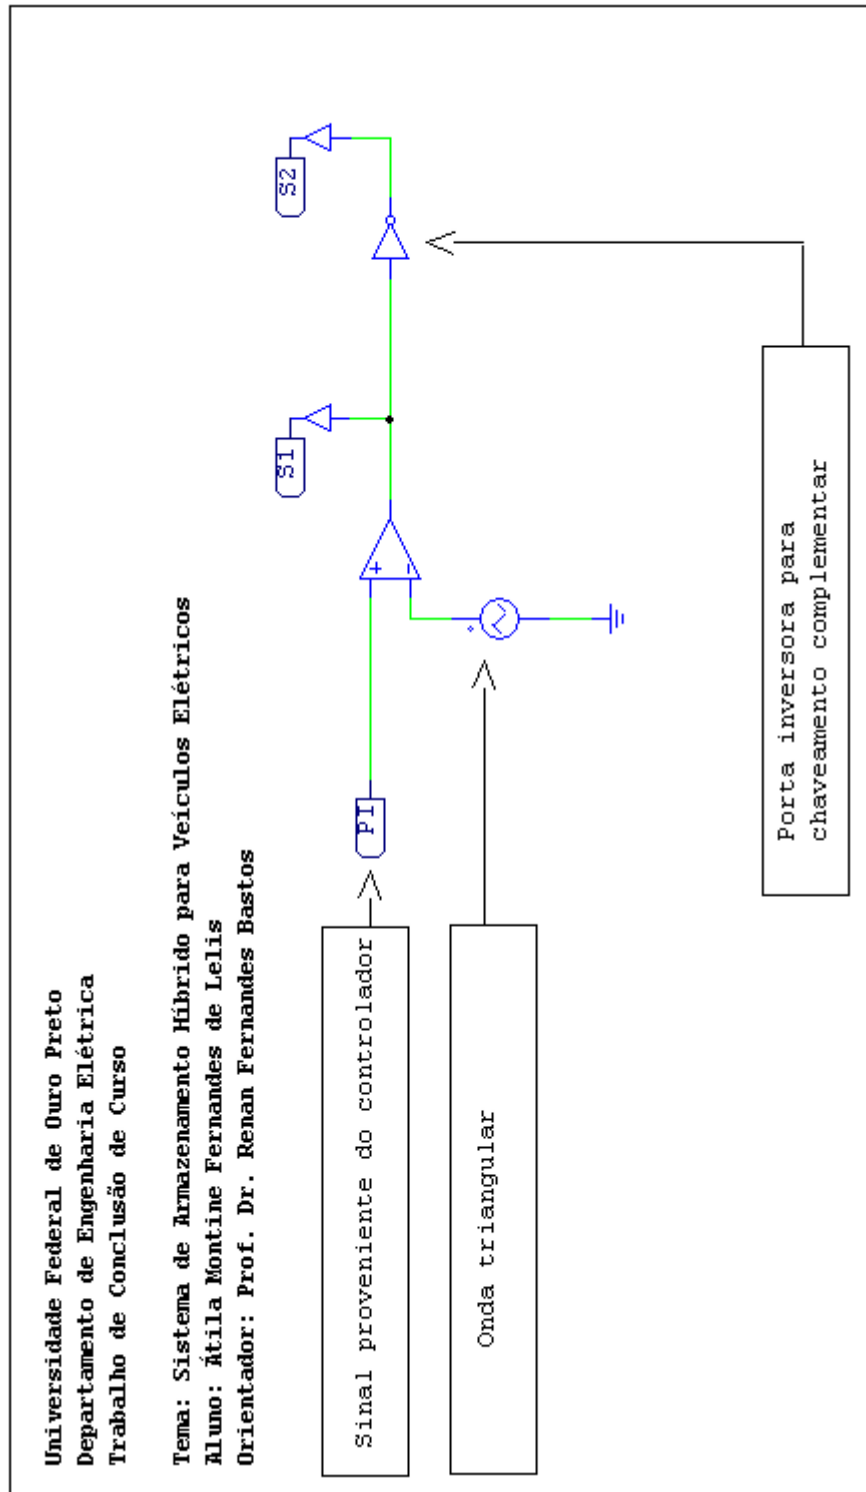 Universidade Federal de Ouro Preto
Departamento de Engenharia Elétrica
Trabalho de Conclusão de Curso
Tema: Sistema de Armazenamento Híbrido para Veículos Elétricos
Aluno: Átila Montine Fernandes de Lelis
Orientador: Prof. Dr. Renan Fernandes Bastos
S1
S2
+
-
PI
Sinal proveniente do controlador
Onda triangular
Porta inversora para
chaveamento complementar